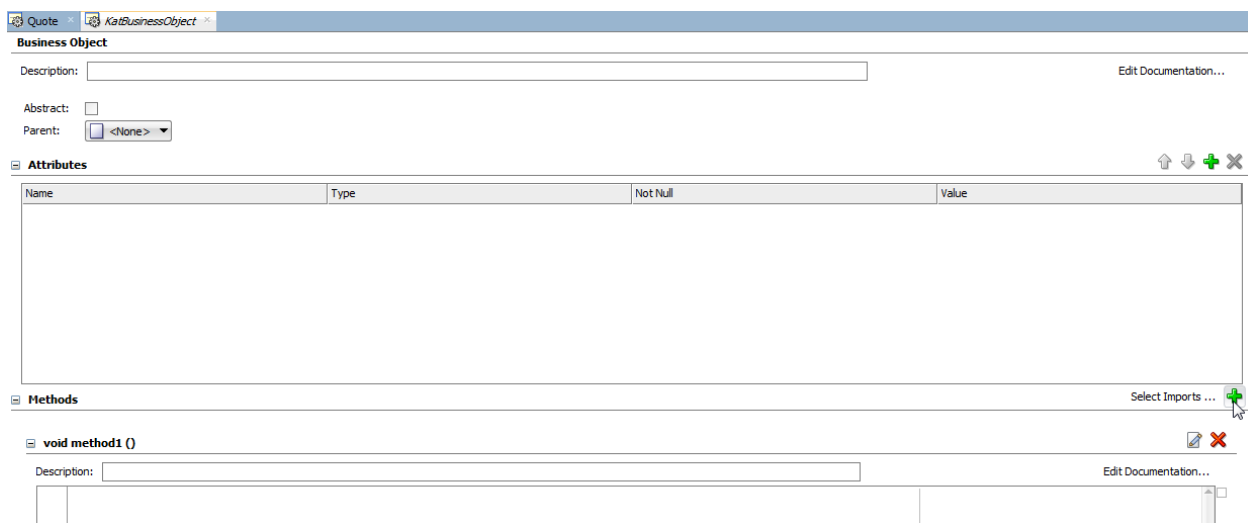 Quote KatBusinessObject
Business Object
Description: Edit Documentation...
Abstract:
Parent: <None>
Attributes
Name Type Not Null Value
Methods Select Imports ...
void method1 ()
Description: Edit Documentation...